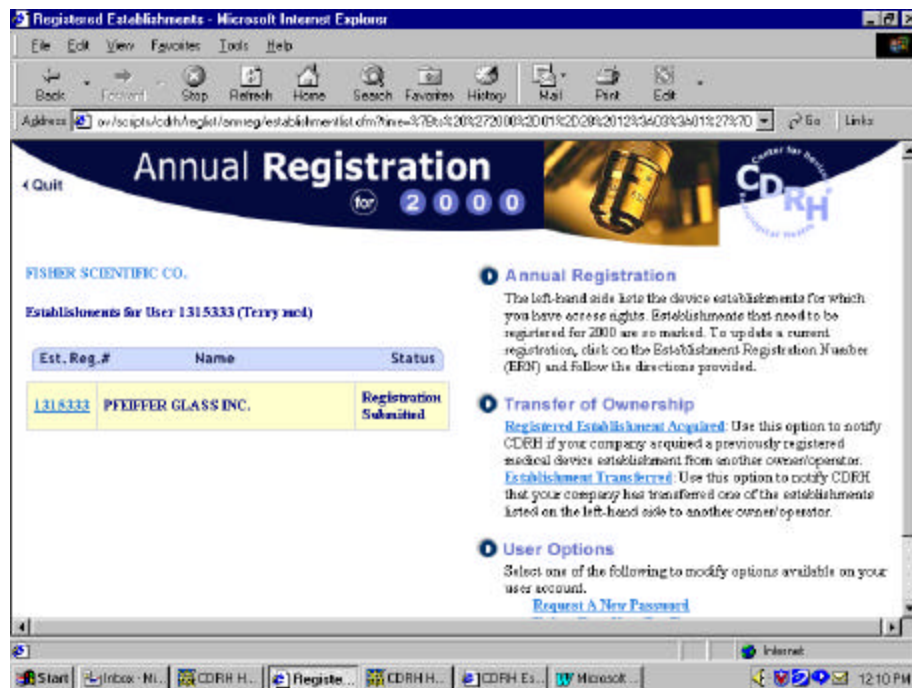 Registered Establishments - Microsoft Internet Explorer
File Edit View Favorites Tools Help
Back Forward Stop Refresh Home Search Favorites History Mail Print Edit
Address Go Links
Quit
Annual Registration
for 2000
Center for Devices
CDRH
FISHER SCIENTIFIC CO.
Establishments for User 1315333 (Terry mcd)
Est. Reg.# Name Status
1315333 PFEIFFER GLASS INC. Registration
Submitted
Annual Registration
The left-hand side lists the device establishments for which
you have access rights. Establishments that need to be
registered for 2000 are so marked. To update a current
registration, click on the Establishment Registration Number
(ERN) and follow the directions provided.
Transfer of Ownership
Registered Establishment Acquired: Use this option to notify
CDRH if your company acquired a previously registered
medical device establishment from another owner/operator.
Establishment Transferred: Use this option to notify CDRH
that your company has transferred one of the establishments
listed on the left-hand side to another owner/operator.
User Options
Select one of the following to modify options available on your
user account.
Request A New Password
Internet
Start Inbox - Mi... CDRH H... Registe... CDRH H... CDRH Es... Microsoft ... 12:10 PM